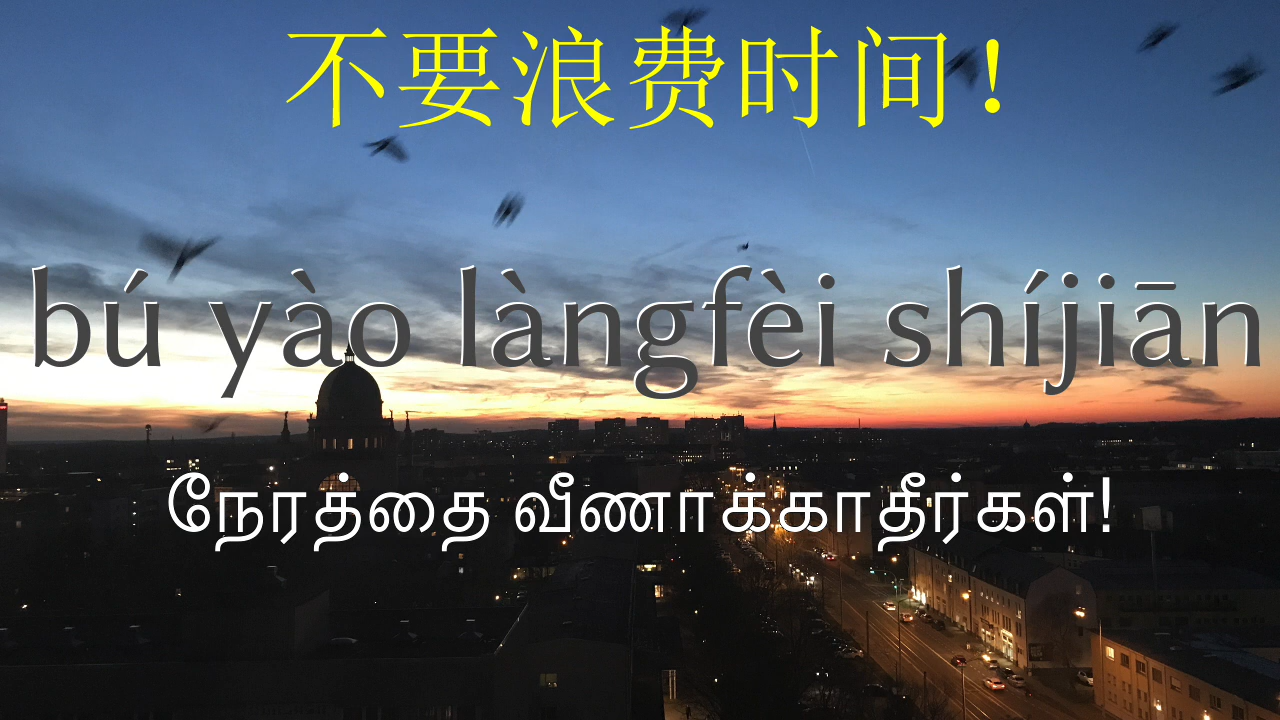 不要浪费时间！
bú yào làngfèi shíjiān
நேரத்தை வீணாக்காதீர்கள்!